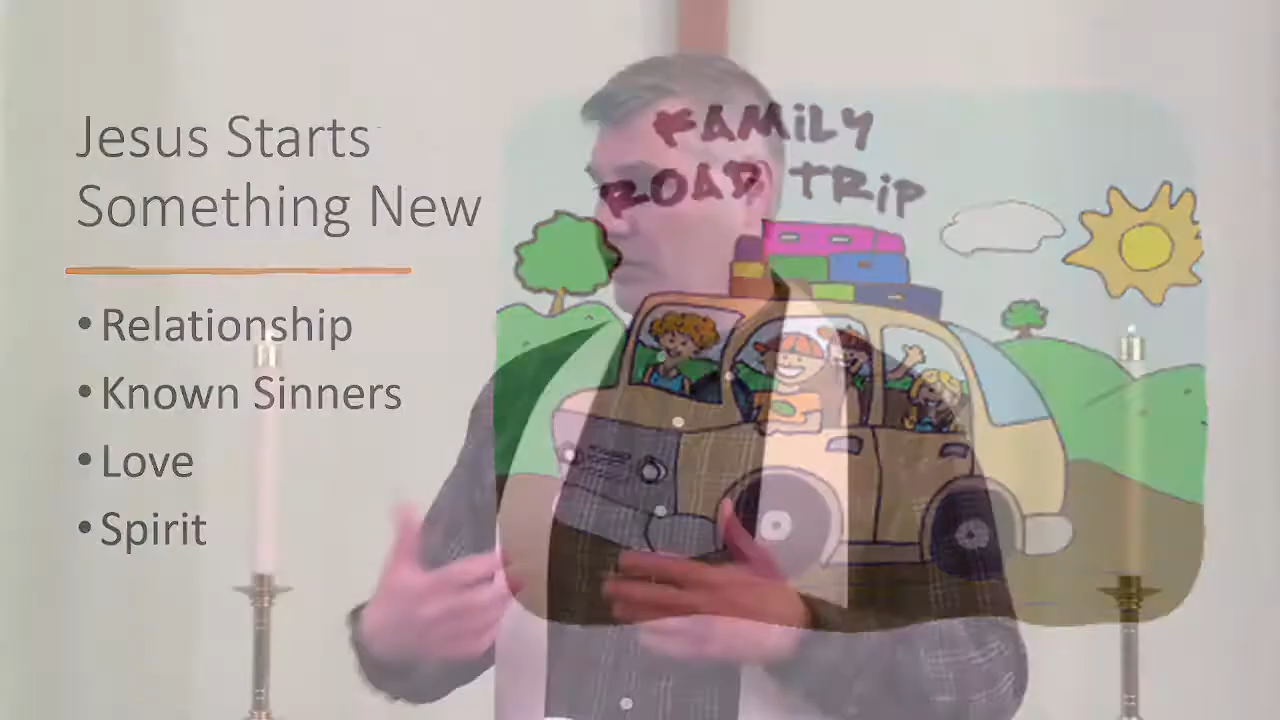 Jesus Starts
Something New
• Relationship
• Known Sinners
• Love
• Spirit
FAMiLY
ROAD TRiP